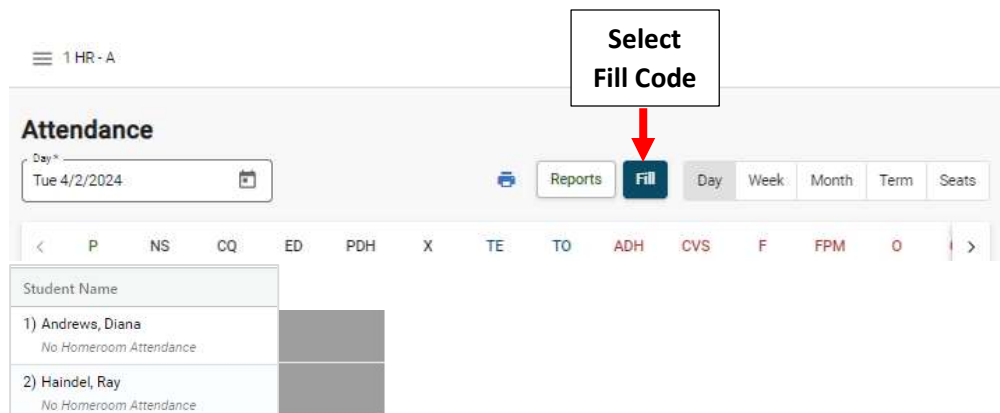 Select
Fill Code
1 HR - A
Attendance
Day*
Tue 4/2/2024
Reports Fill Day Week Month Term Seats
< P NS CQ ED PDH X TE TO ADH CVS F FPM O >
Student Name
1) Andrews, Diana
No Homeroom Attendance
2) Haindel, Ray
No Homeroom Attendance